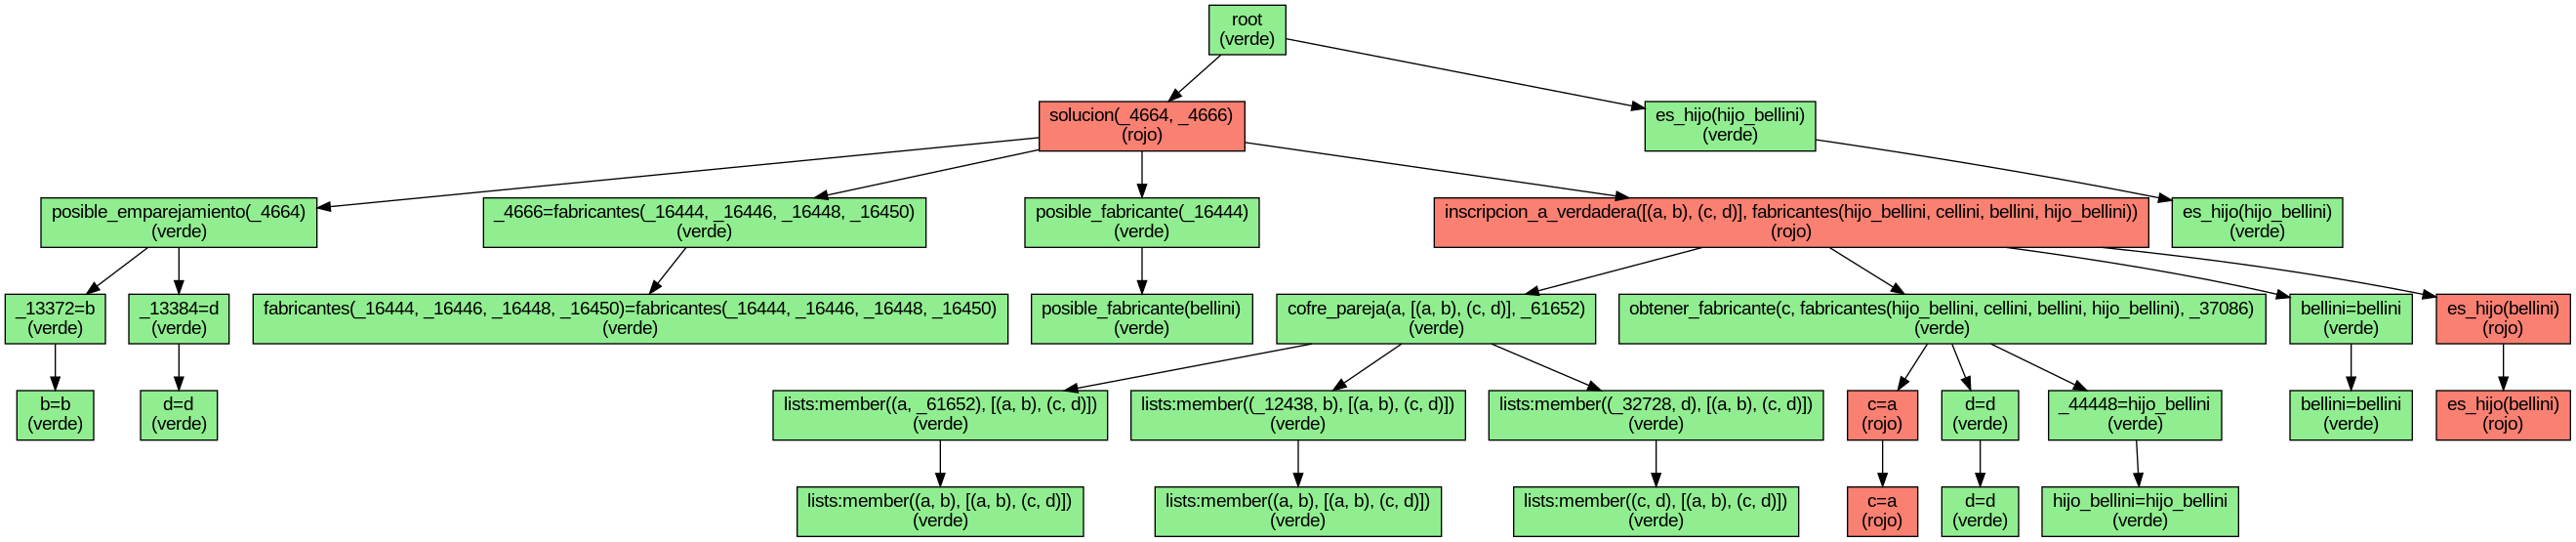 root
(verde)
solucion(_4664, _4666)
(rojo)
es_hijo(hijo_bellini)
(verde)
posible_emparejamiento(_4664)
(verde)
_4666=fabricantes(_16444, _16446, _16448, _16450)
(verde)
posible_fabricante(_16444)
(verde)
inscripcion_a_verdadera([(a, b), (c, d)], fabricantes(hijo_bellini, cellini, bellini, hijo_bellini))
(rojo)
es_hijo(hijo_bellini)
(verde)
_13372=b
(verde)
_13384=d
(verde)
fabricantes(_16444, _16446, _16448, _16450)=fabricantes(_16444, _16446, _16448, _16450)
(verde)
posible_fabricante(bellini)
(verde)
cofre_pareja(a, [(a, b), (c, d)], _61652)
(verde)
obtener_fabricante(c, fabricantes(hijo_bellini, cellini, bellini, hijo_bellini), _37086)
(verde)
bellini=bellini
(verde)
es_hijo(bellini)
(rojo)
b=b
(verde)
d=d
(verde)
lists:member((a, _61652), [(a, b), (c, d)])
(verde)
lists:member((_12438, b), [(a, b), (c, d)])
(verde)
lists:member((_32728, d), [(a, b), (c, d)])
(verde)
c=a
(rojo)
d=d
(verde)
_44448=hijo_bellini
(verde)
bellini=bellini
(verde)
es_hijo(bellini)
(rojo)
lists:member((a, b), [(a, b), (c, d)])
(verde)
lists:member((a, b), [(a, b), (c, d)])
(verde)
lists:member((c, d), [(a, b), (c, d)])
(verde)
c=a
(rojo)
d=d
(verde)
hijo_bellini=hijo_bellini
(verde)